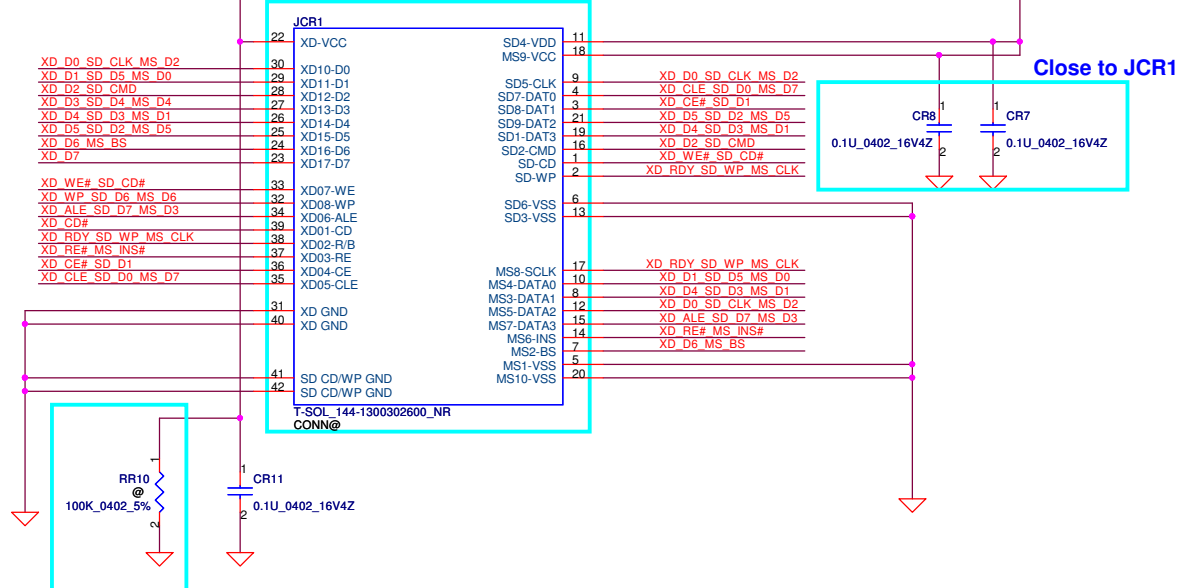 JCR1
22 XD-VCC SD4-VDD 11
MS9-VCC 18
Close to JCR1
XD_D0_SD_CLK_MS_D2 30 XD10-D0 SD5-CLK 9 XD_D0_SD_CLK_MS_D2
XD_D1_SD_D5_MS_D0 29 XD11-D1 SD7-DAT0 4 XD_CLE_SD_D0_MS_D7
XD_D2_SD_CMD 28 XD12-D2 SD8-DAT1 3 XD_CE#_SD_D1
XD_D3_SD_D4_MS_D4 27 XD13-D3 SD9-DAT2 21 XD_D5_SD_D2_MS_D5
XD_D4_SD_D3_MS_D1 26 XD14-D4 SD1-DAT3 19 XD_D4_SD_D3_MS_D1
XD_D5_SD_D2_MS_D5 25 XD15-D5 SD2-CMD 16 XD_D2_SD_CMD
XD_D6_MS_BS 24 XD16-D6 SD-CD 1 XD_WE#_SD_CD#
XD_D7 23 XD17-D7 SD-WP 2 XD_RDY_SD_WP_MS_CLK
1 1
CR8 CR7
0.1U_0402_16V4Z 0.1U_0402_16V4Z
2 2
XD_WE#_SD_CD# 33 XD07-WE
XD_WP_SD_D6_MS_D6 32 XD08-WP SD6-VSS 6
XD_ALE_SD_D7_MS_D3 34 XD06-ALE SD3-VSS 13
XD_CD# 39 XD01-CD
XD_RDY_SD_WP_MS_CLK 38 XD02-R/B
XD_RE#_MS_INS# 37 XD03-RE
XD_CE#_SD_D1 36 XD04-CE MS8-SCLK 17 XD_RDY_SD_WP_MS_CLK
XD_CLE_SD_D0_MS_D7 35 XD05-CLE MS4-DATA0 10 XD_D1_SD_D5_MS_D0
MS3-DATA1 8 XD_D4_SD_D3_MS_D1
31 XD GND MS5-DATA2 12 XD_D0_SD_CLK_MS_D2
40 XD GND MS7-DATA3 15 XD_ALE_SD_D7_MS_D3
MS6-INS 14 XD_RE#_MS_INS#
MS2-BS 7 XD_D6_MS_BS
MS1-VSS 5
41 SD CD/WP GND MS10-VSS 20
42 SD CD/WP GND
T-SOL_144-1300302600_NR
CONN@
1 1
RR10 CR11
@
100K_0402_5% 0.1U_0402_16V4Z
2 2